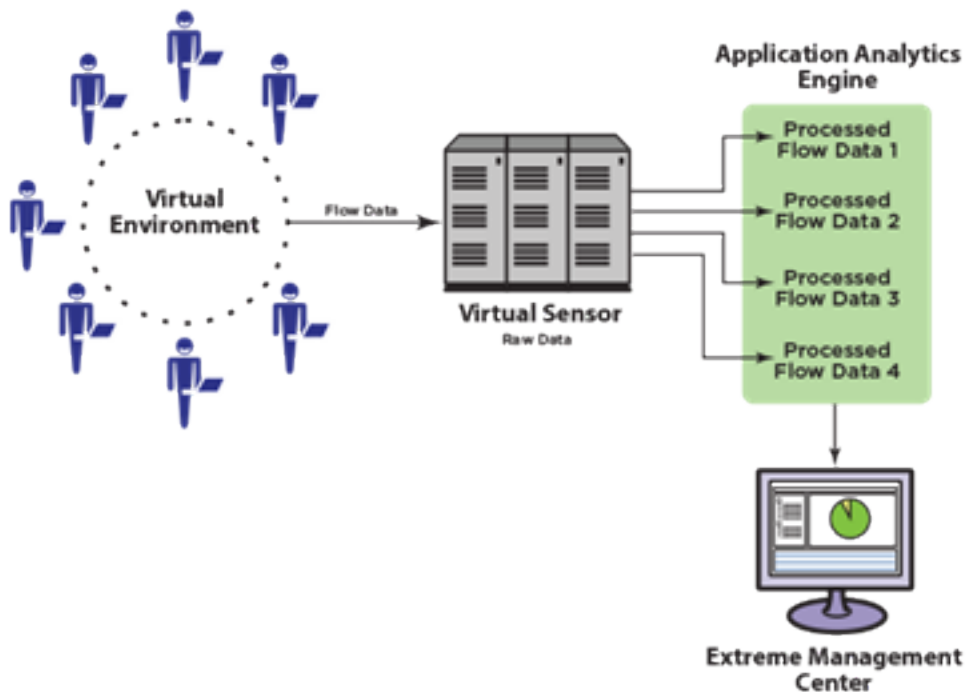 Virtual
Environment
Flow Data
Virtual Sensor
Raw Data
Application Analytics
Engine
Processed
Flow Data 1
Processed
Flow Data 2
Processed
Flow Data 3
Processed
Flow Data 4
Extreme Management
Center